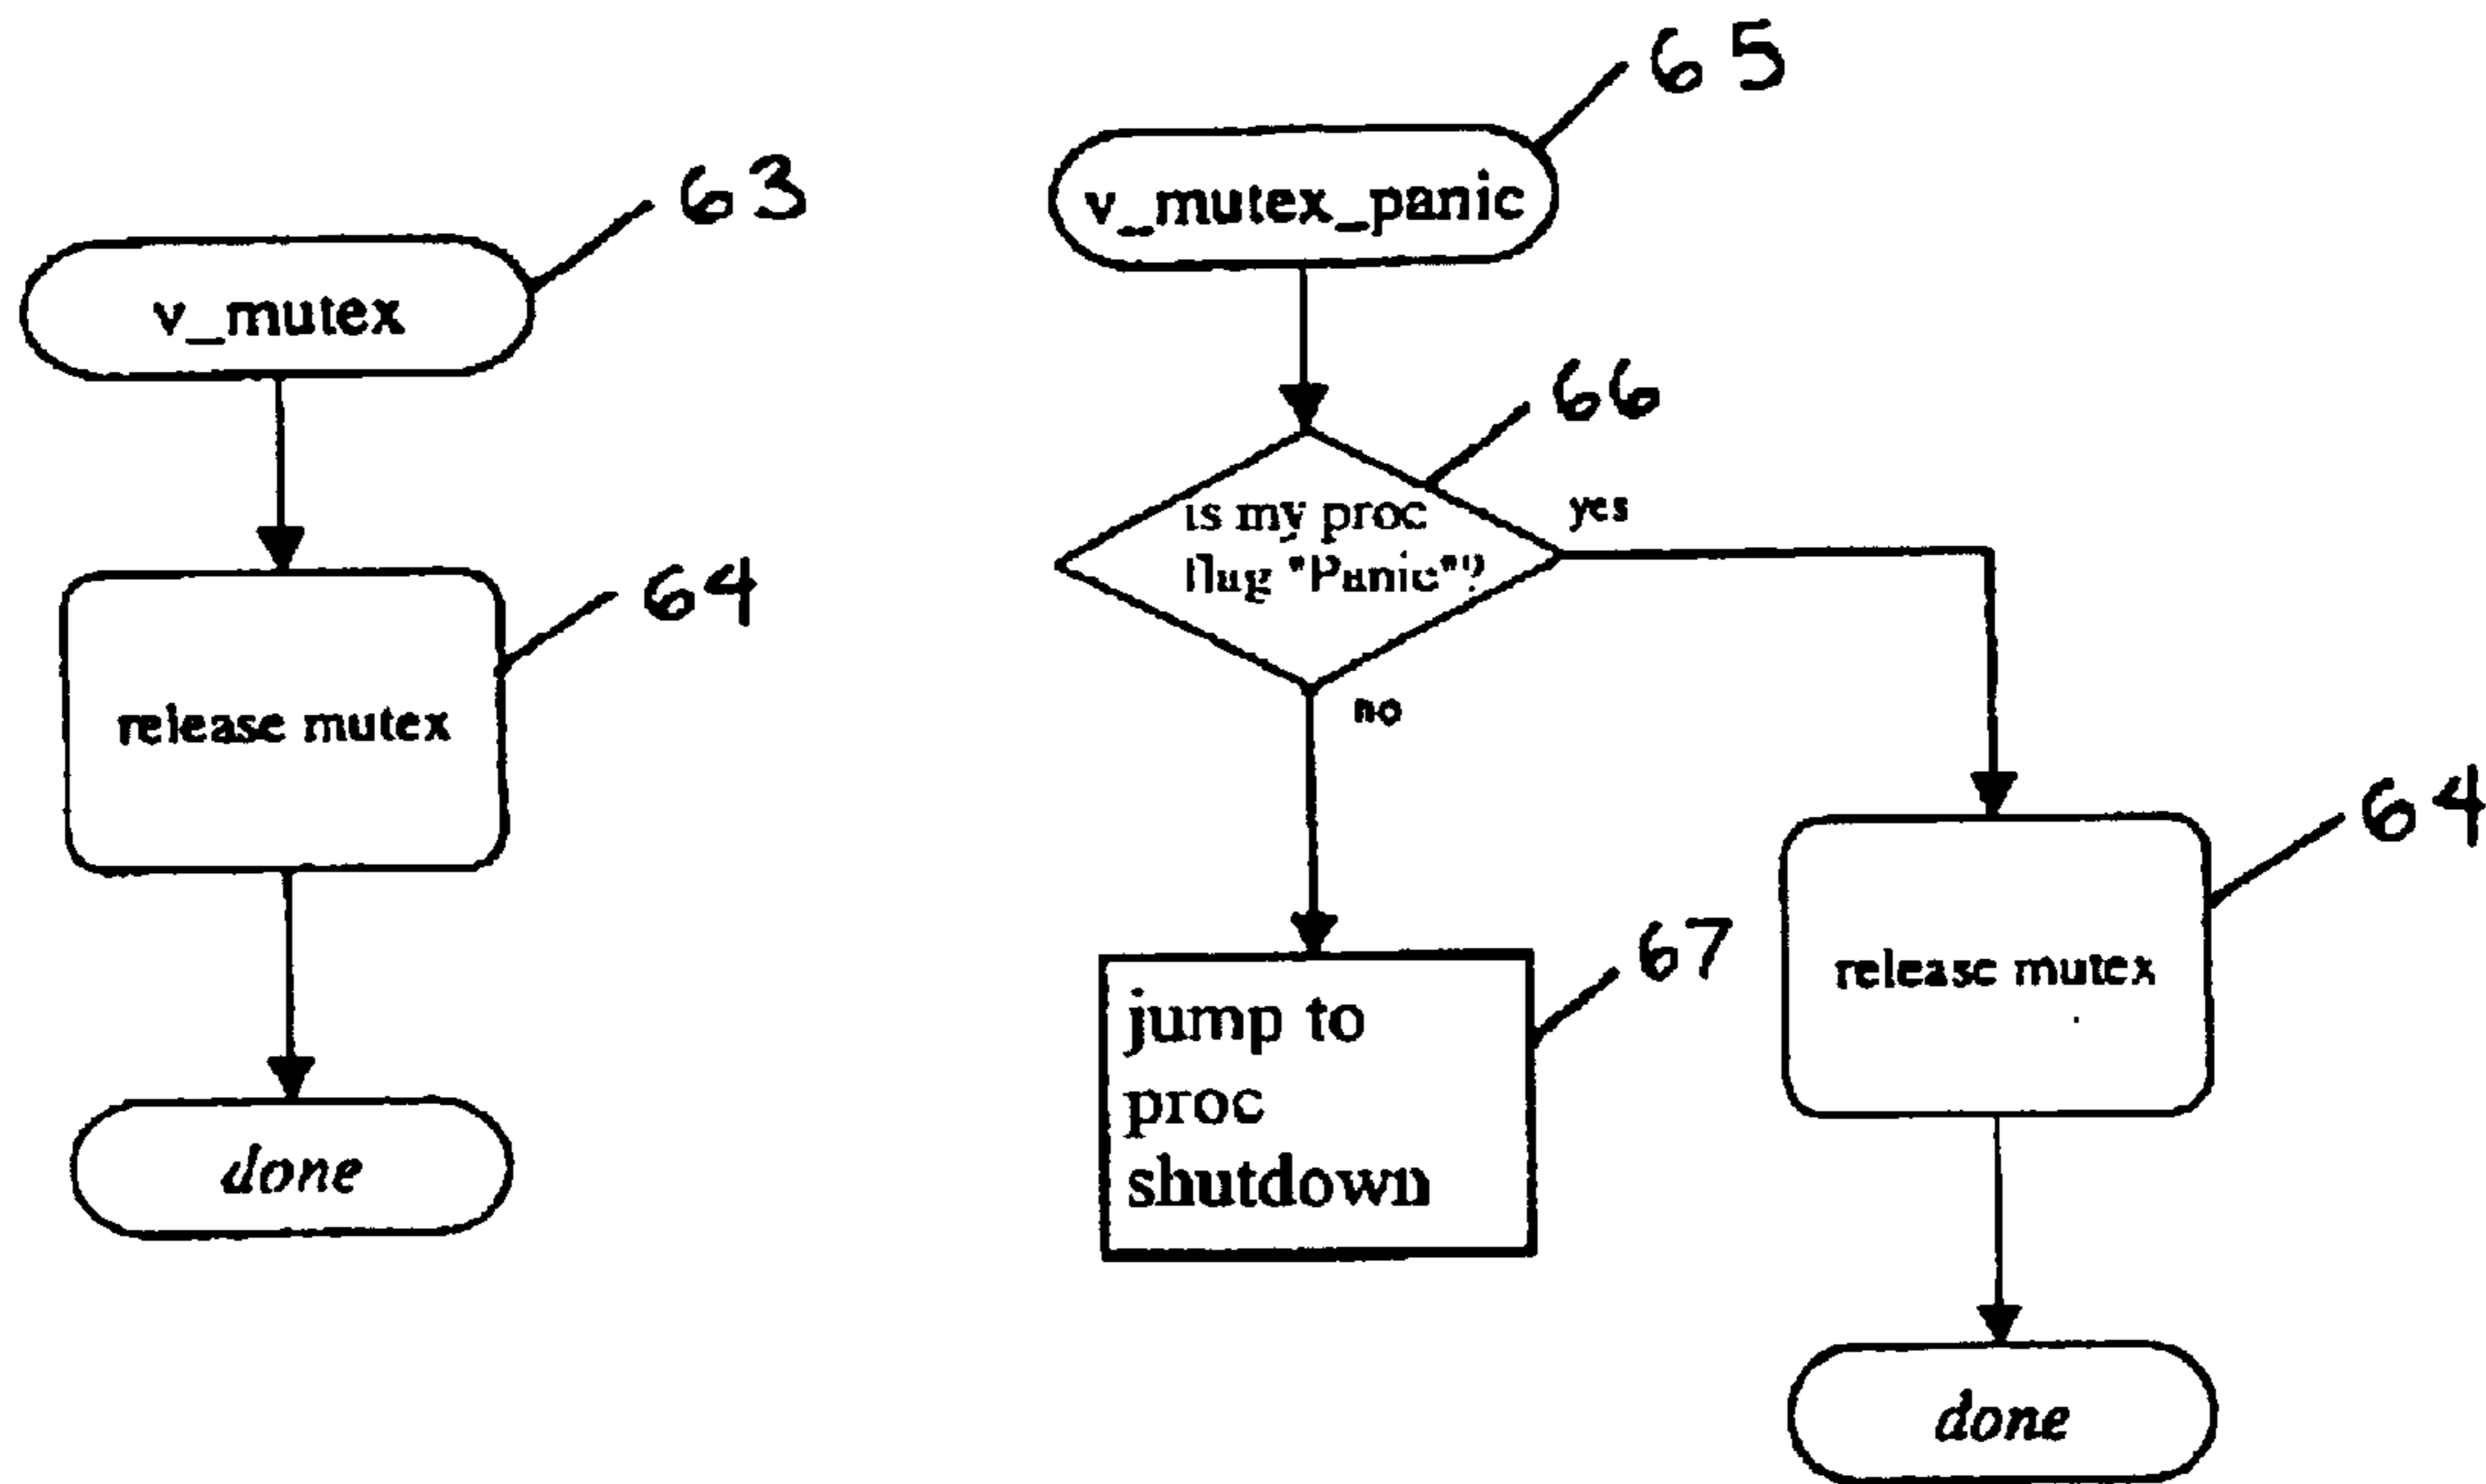 63
v_mutex
64
release mutex
done
65
v_mutex_panic
66
is my proc
flag "Panic"?
yes
no
67
jump to
proc
shutdown
64
release mutex
done